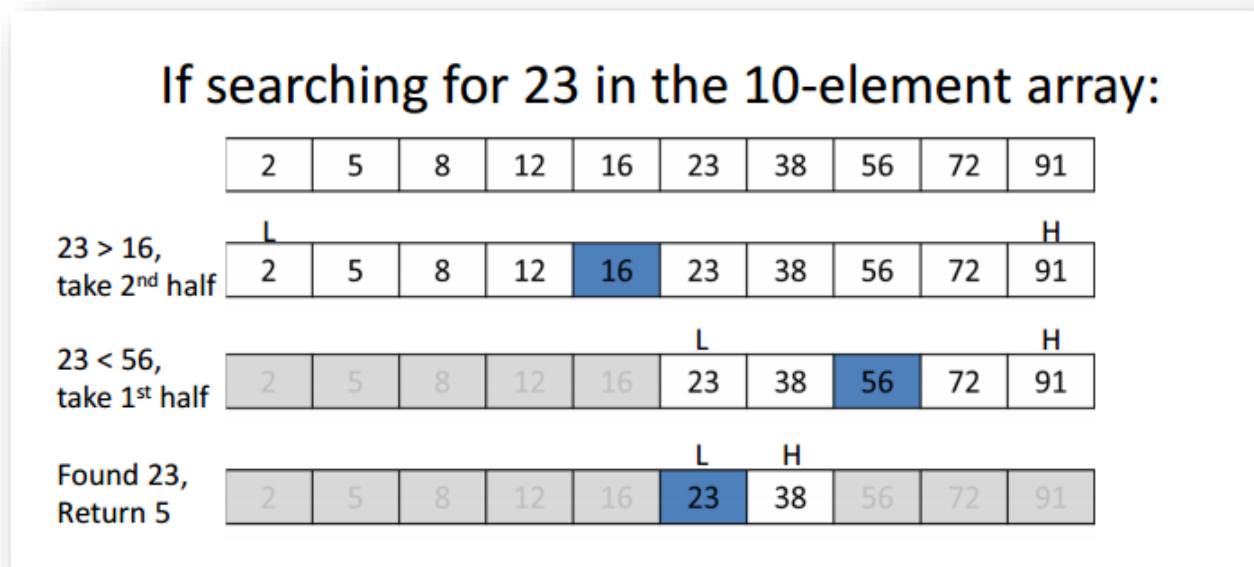 If searching for 23 in the 10-element array:
2 5 8 12 16 23 38 56 72 91
L H
23 > 16,
take 2nd half
2 5 8 12 16 23 38 56 72 91
L H
23 < 56,
take 1st half
2 5 8 12 16 23 38 56 72 91
L H
Found 23,
Return 5
2 5 8 12 16 23 38 56 72 91